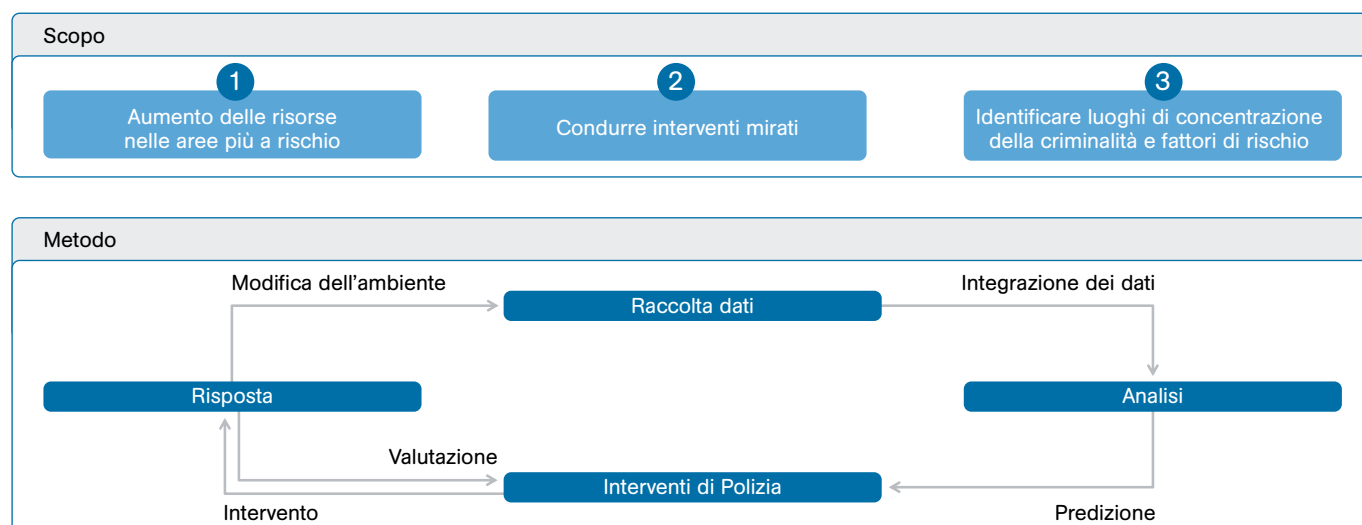 Scopo
1
Aumento delle risorse
nelle aree più a rischio
2
Condurre interventi mirati
3
Identificare luoghi di concentrazione
della criminalità e fattori di rischio
Metodo
Modifica dell’ambiente
Raccolta dati
Integrazione dei dati
Risposta
Analisi
Valutazione
Interventi di Polizia
Intervento
Predizione